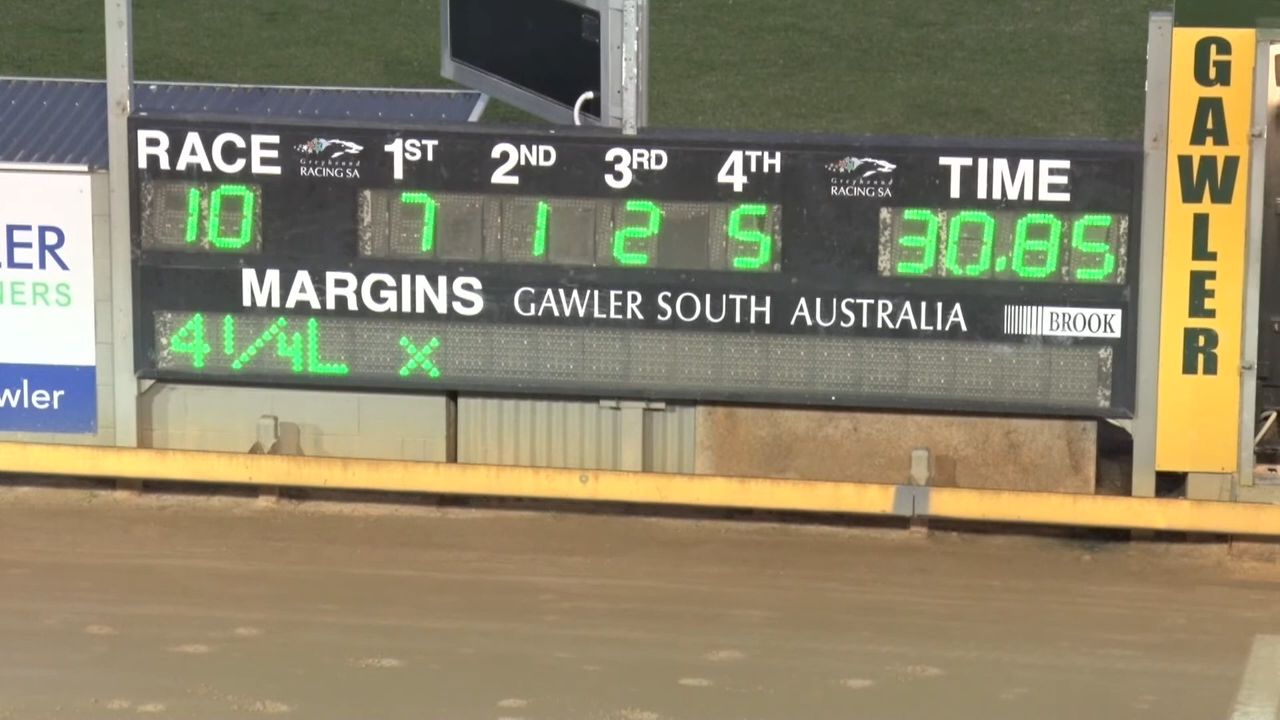 RACE 1ST 2ND 3RD 4TH TIME
Greyhound
RACING SA
Greyhound
RACING SA
10 7 1 2 5 30.85
MARGINS GAWLER SOUTH AUSTRALIA BROOK
4 1/4L x
GAWLER
LER
NERS
wler